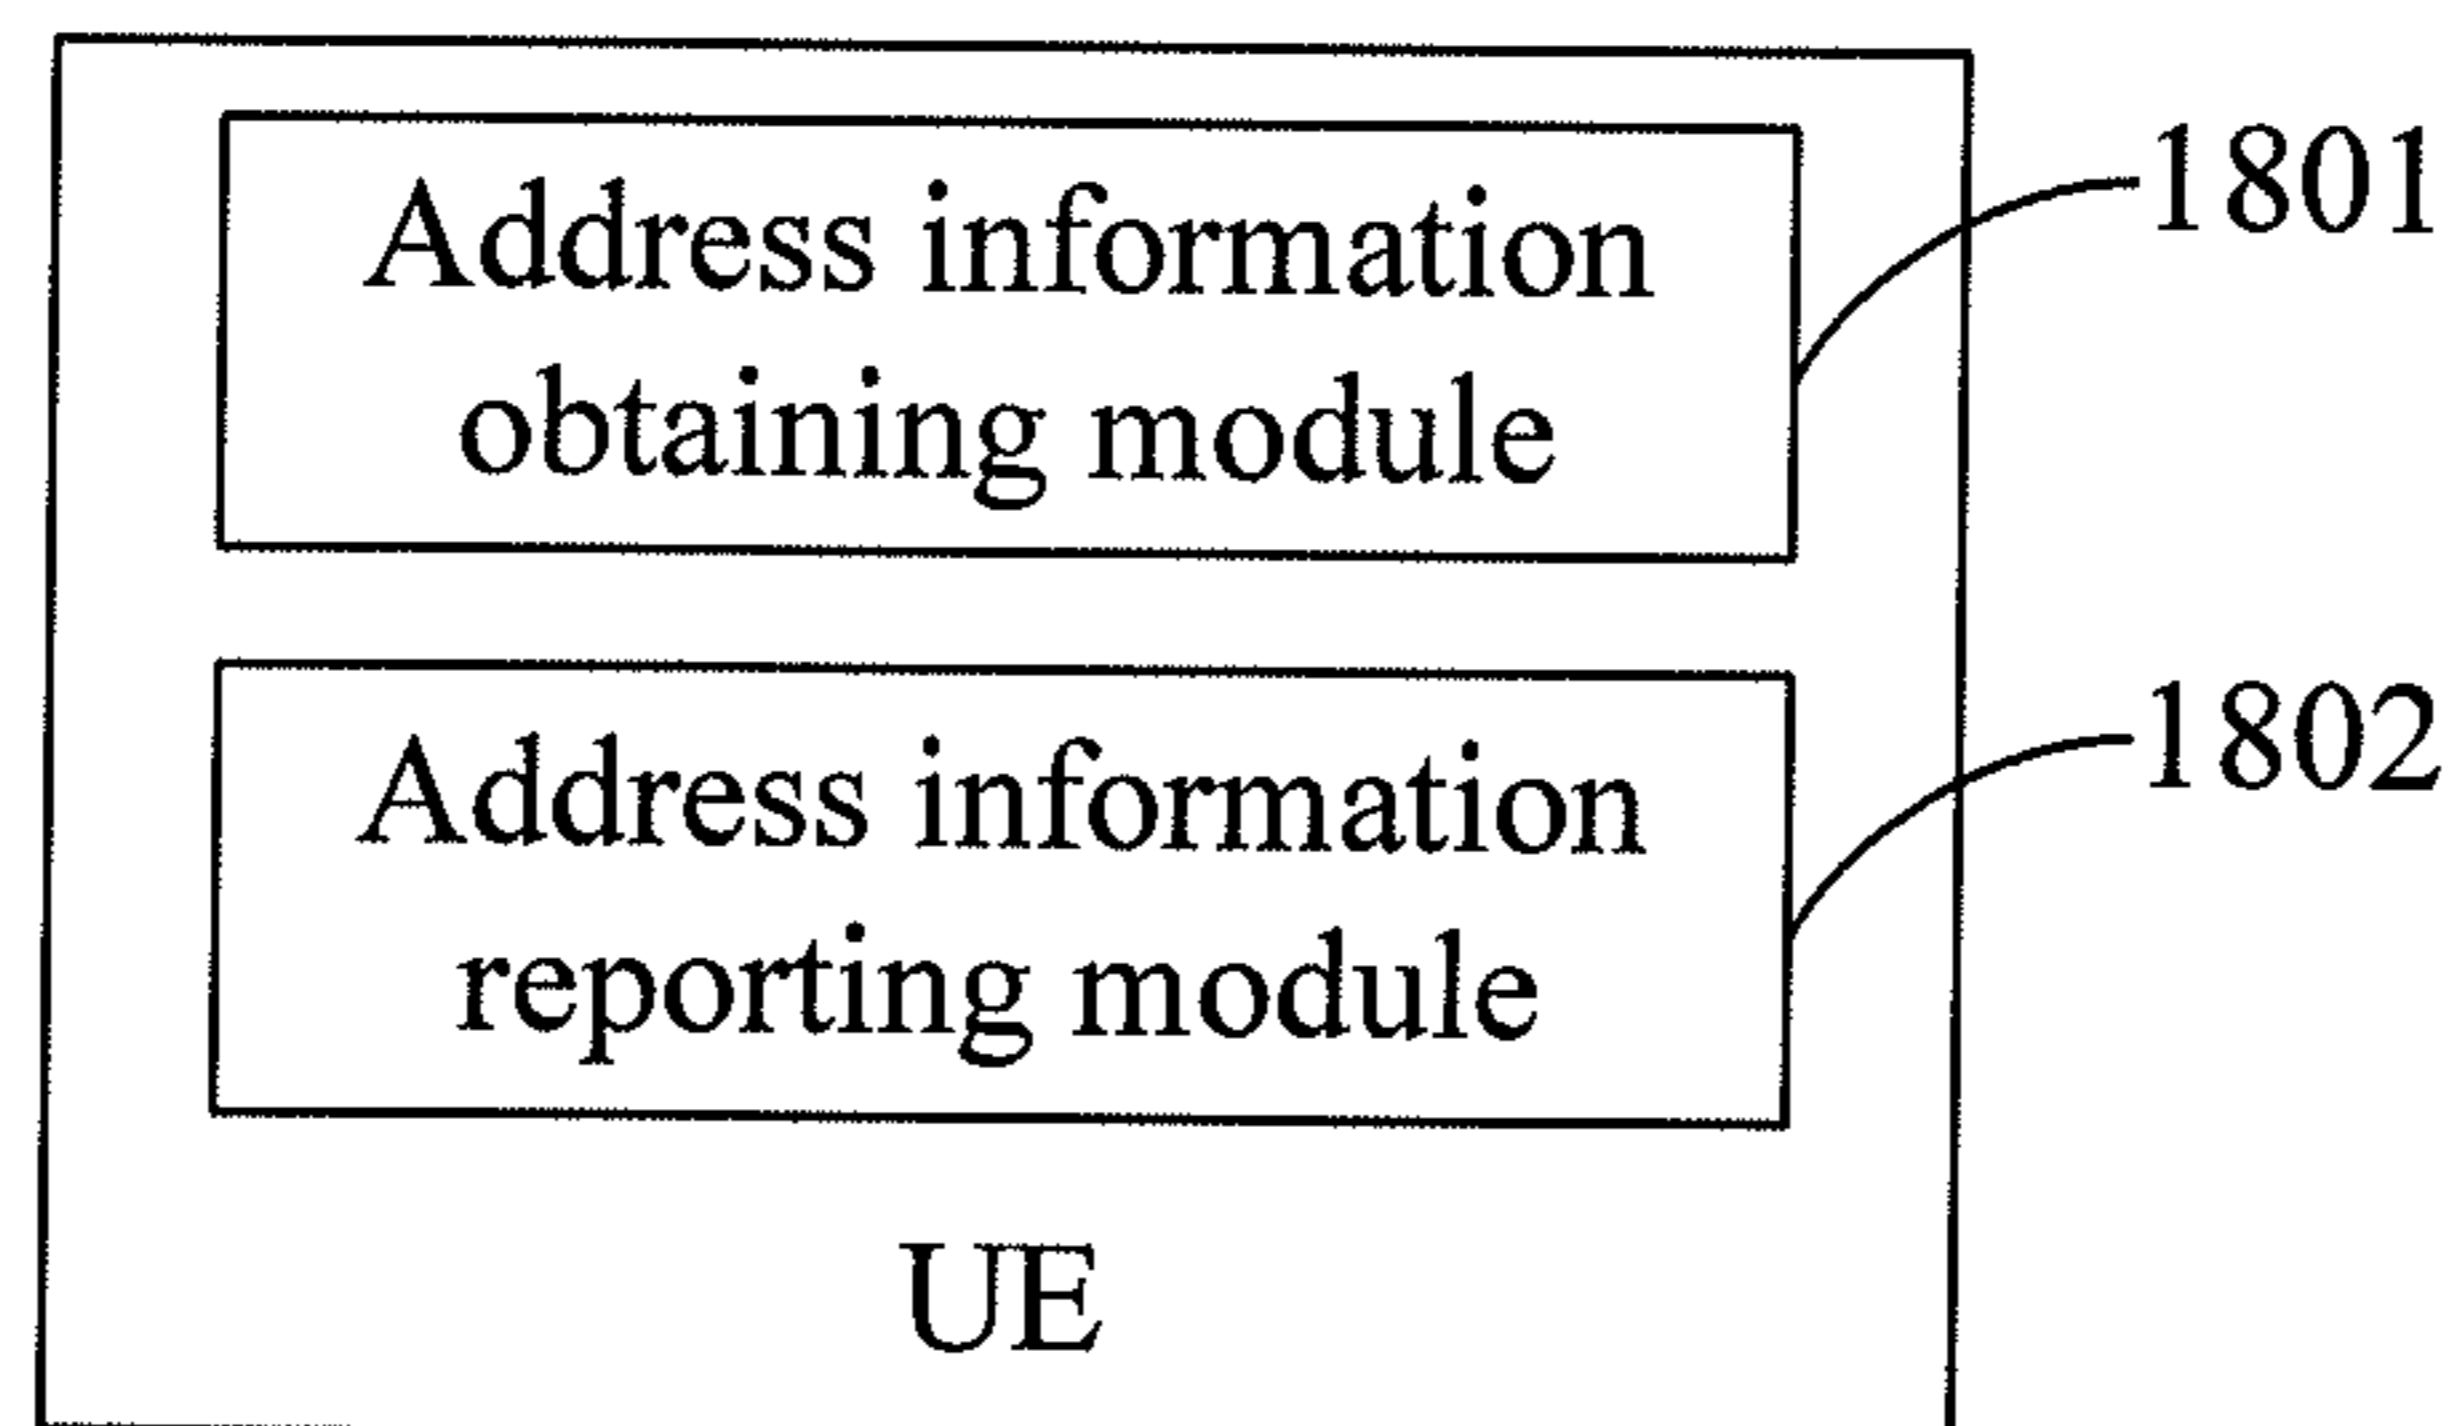 Address information
obtaining module
1801
Address information
reporting module
1802
UE